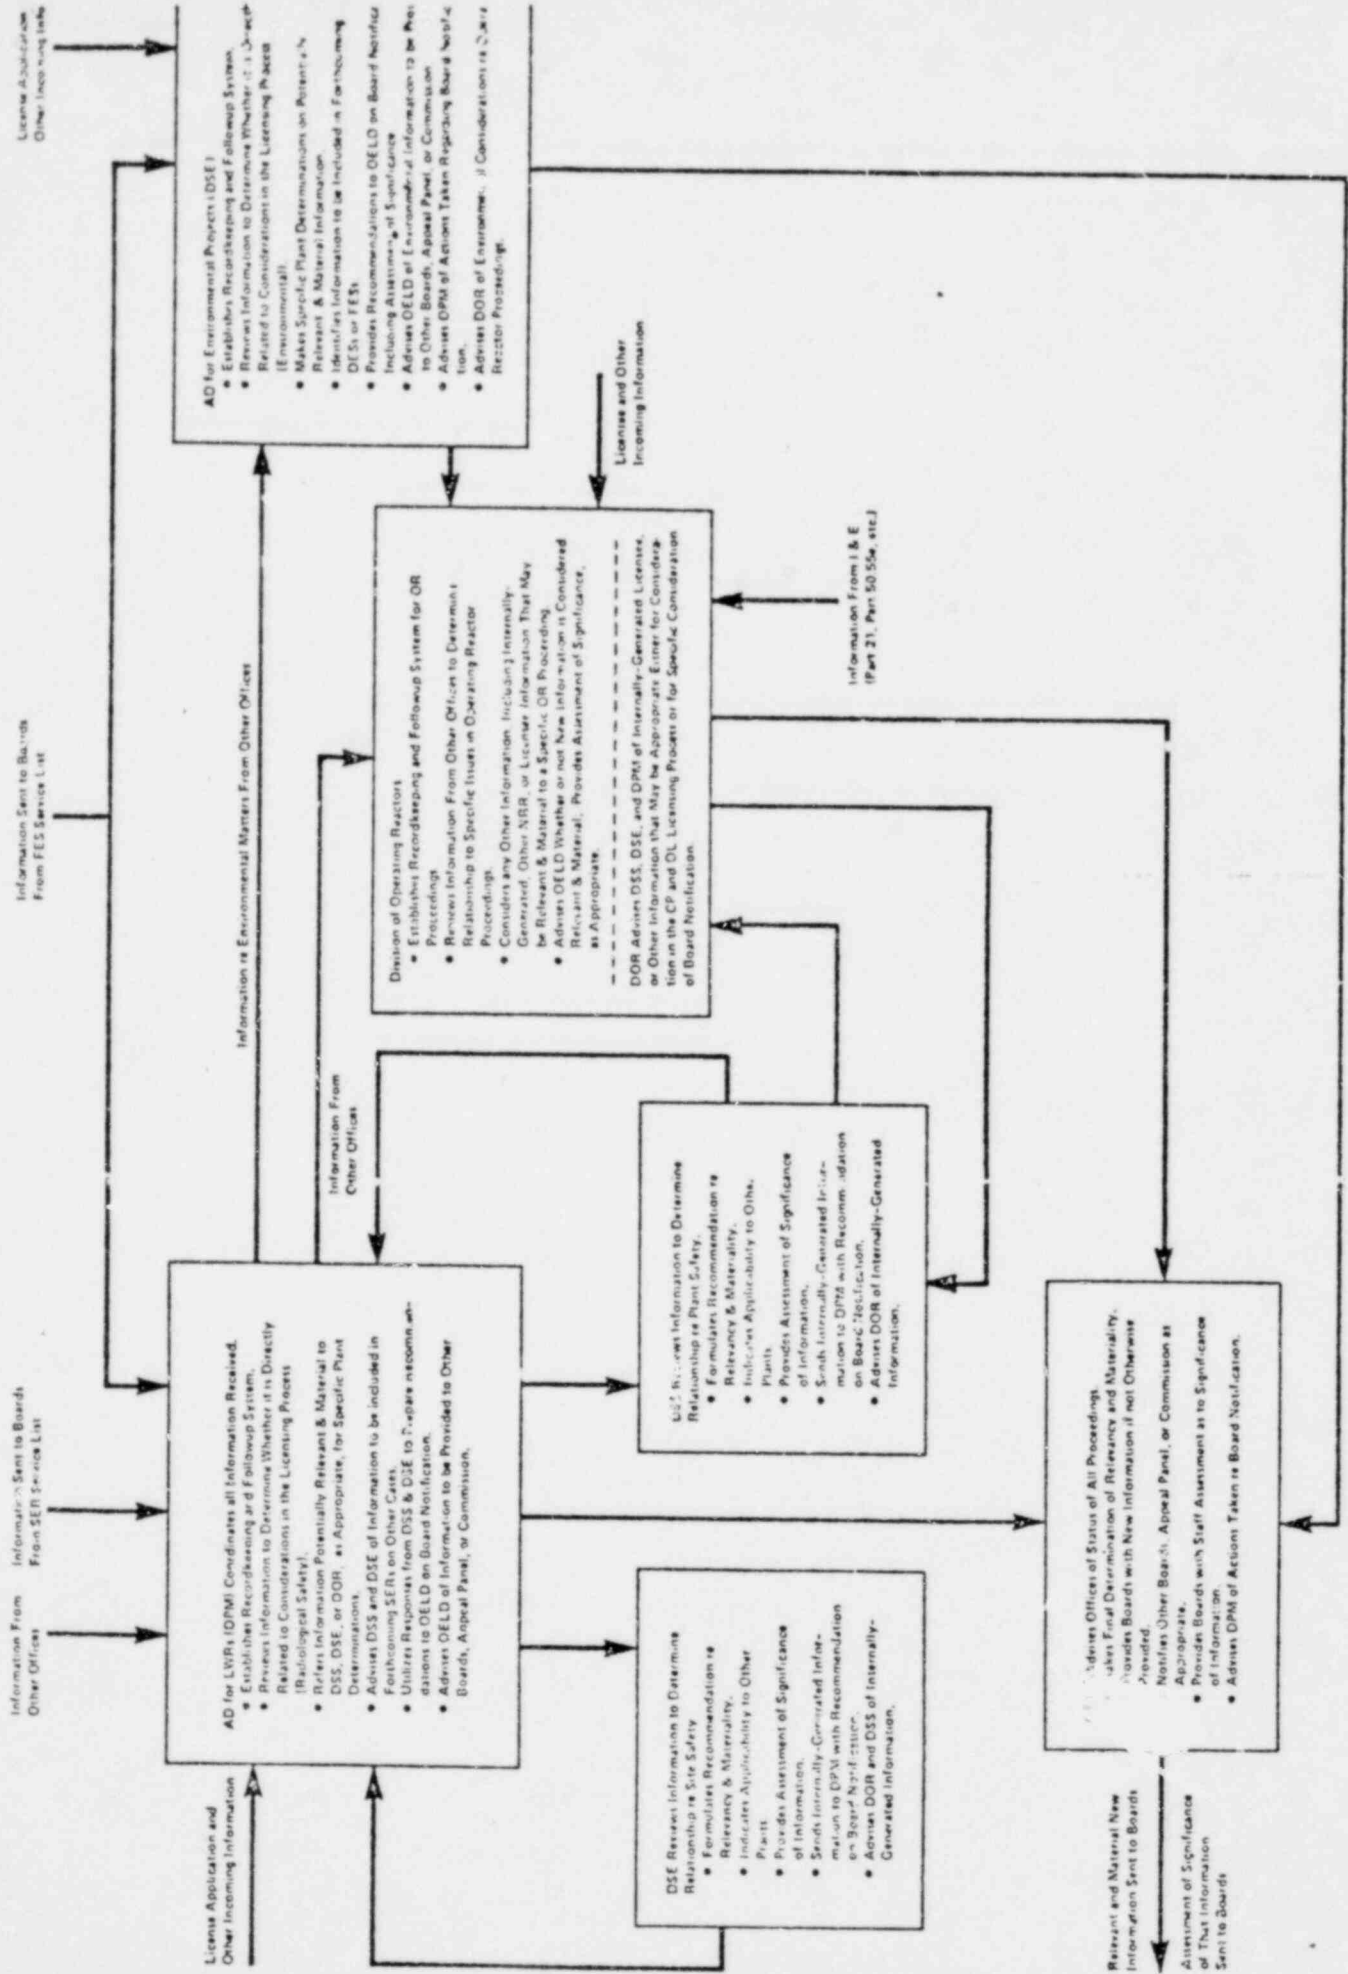 License Application and
Other Incoming Information
Information From
Other Offices
Information Sent to Boards
From SER Service List
Information Sent to Boards
From FES Service List
License Application
Other Incoming Info
AD for LWRs (DPM) Coordinates all Information Received.
• Establishes Recordkeeping and Followup System.
• Reviews Information to Determine Whether it is Directly
Related to Considerations in the Licensing Process
(Radiological Safety).
• Refers Information Potentially Relevant & Material to
DSS, DSE, or DOR, as Appropriate, for Specific Plant
Determinations.
• Advises DSS and DSE of Information to be included in
Forthcoming SERs on Other Cases.
• Utilizes Responses from DSS & DSE to Prepare recommen-
dations to OELD on Board Notification.
• Advises OELD of Information to be Provided to Other
Boards, Appeal Panel, or Commission.
Information re Environmental Matters From Other Offices
Information From
Other Offices
AD for Environmental Projects (DSE)
• Establishes Recordkeeping and Followup System.
• Reviews Information to Determine Whether it is
Related to Considerations in the Licensing Process
(Environmental).
• Makes Specific Plant Determinations on Potentially
Relevant & Material Information.
• Identifies Information to be Included in Forthcoming
DESs or FESs
• Provides Recommendations to OELD on Board Notifica
Including Assessment of Significance
• Advises OELD of Environmental Information to be
to Other Boards, Appeal Panel, or Commission
• Advises DPM of Actions Taken Regarding Board Notific
tion.
• Advises DOR of Considerations re
Reactor Proceedings.
Division of Operating Reactors
• Establishes Recordkeeping and Followup System for OR
Proceedings
• Reviews Information From Other Offices to Determine
Relationship to Specific Issues in Operating Reactor
Proceedings.
• Considers any Other Information, Including Internally-
Generated, Other NRR, or Licensee Information That May
be Relevant & Material to a Specific OR Proceeding
• Advises OELD Whether or not New Information is Considered
Relevant & Material, Provides Assessment of Significance,
as Appropriate.
DOR Advises DSS, DSE, and DPM of Internally-Generated Licensee,
or Other Information that May be Appropriate Either for Considera-
tion in the CP and OL Licensing Process or for Specific Consideration
of Board Notification.
License and Other
Incoming Information
Information From I & E
(Part 21, Part 50.55e, etc.)
DSE Reviews Information to Determine
Relationship re Site Safety
• Formulates Recommendation re
Relevancy & Materiality.
• Indicates Applicability to Other
Plants.
• Provides Assessment of Significance
of Information.
• Sends Internally-Generated Infor-
mation to DPM with Recommendation
on Board Notification.
• Advises DOR and DSS of Internally-
Generated Information.
Reviews Information to Determine
Relationship re Plant Safety.
• Formulates Recommendation re
Relevancy & Materiality.
• Indicates Applicability to
Plants.
• Provides Assessment of Significance
of Information.
• Sends Internally-Generated Infor-
mation to DPM with Recommendation
on Board Notification.
• Advises DOR of Internally-Generated
Information.
Offices of Status of All Proceedings.
Final Determination of Relevancy and Materiality.
Boards with New Information if not Otherwise
Notifies Other Boards, Appeal Panel, or Commission as
Appropriate.
• Provides Boards with Staff Assessment as to Significance
of Information.
• Advises DPM of Actions Taken re Board Notification.
Relevant and Material New
Information Sent to Boards
Assessment of Significance
of That Information
Sent to Boards